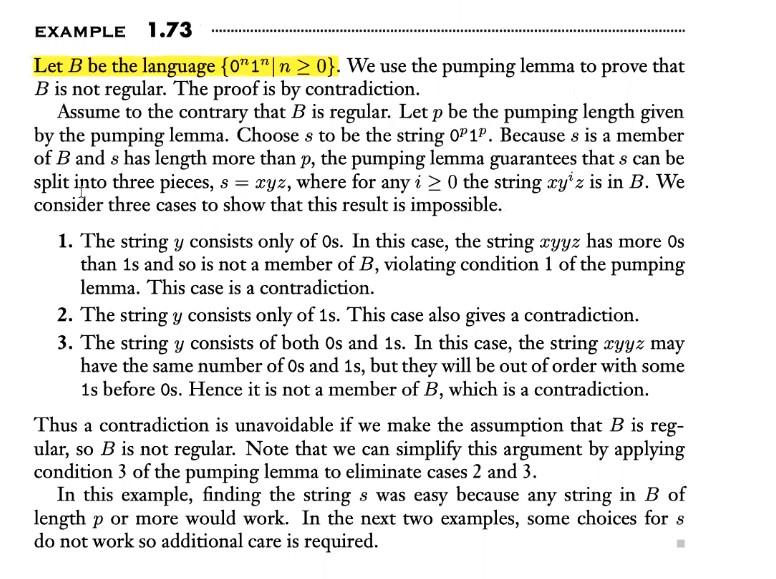 EXAMPLE 1.73
Let B be the language {0ⁿ1ⁿ| n ≥ 0}. We use the pumping lemma to prove that
B is not regular. The proof is by contradiction.
Assume to the contrary that B is regular. Let p be the pumping length given
by the pumping lemma. Choose s to be the string 0ᵖ1ᵖ. Because s is a member
of B and s has length more than p, the pumping lemma guarantees that s can be
split into three pieces, s = xyz, where for any i ≥ 0 the string xyⁱz is in B. We
consider three cases to show that this result is impossible.
1. The string y consists only of 0s. In this case, the string xyyz has more 0s
than 1s and so is not a member of B, violating condition 1 of the pumping
lemma. This case is a contradiction.
2. The string y consists only of 1s. This case also gives a contradiction.
3. The string y consists of both 0s and 1s. In this case, the string xyyz may
have the same number of 0s and 1s, but they will be out of order with some
1s before 0s. Hence it is not a member of B, which is a contradiction.
Thus a contradiction is unavoidable if we make the assumption that B is reg-
ular, so B is not regular. Note that we can simplify this argument by applying
condition 3 of the pumping lemma to eliminate cases 2 and 3.
In this example, finding the string s was easy because any string in B of
length p or more would work. In the next two examples, some choices for s
do not work so additional care is required.